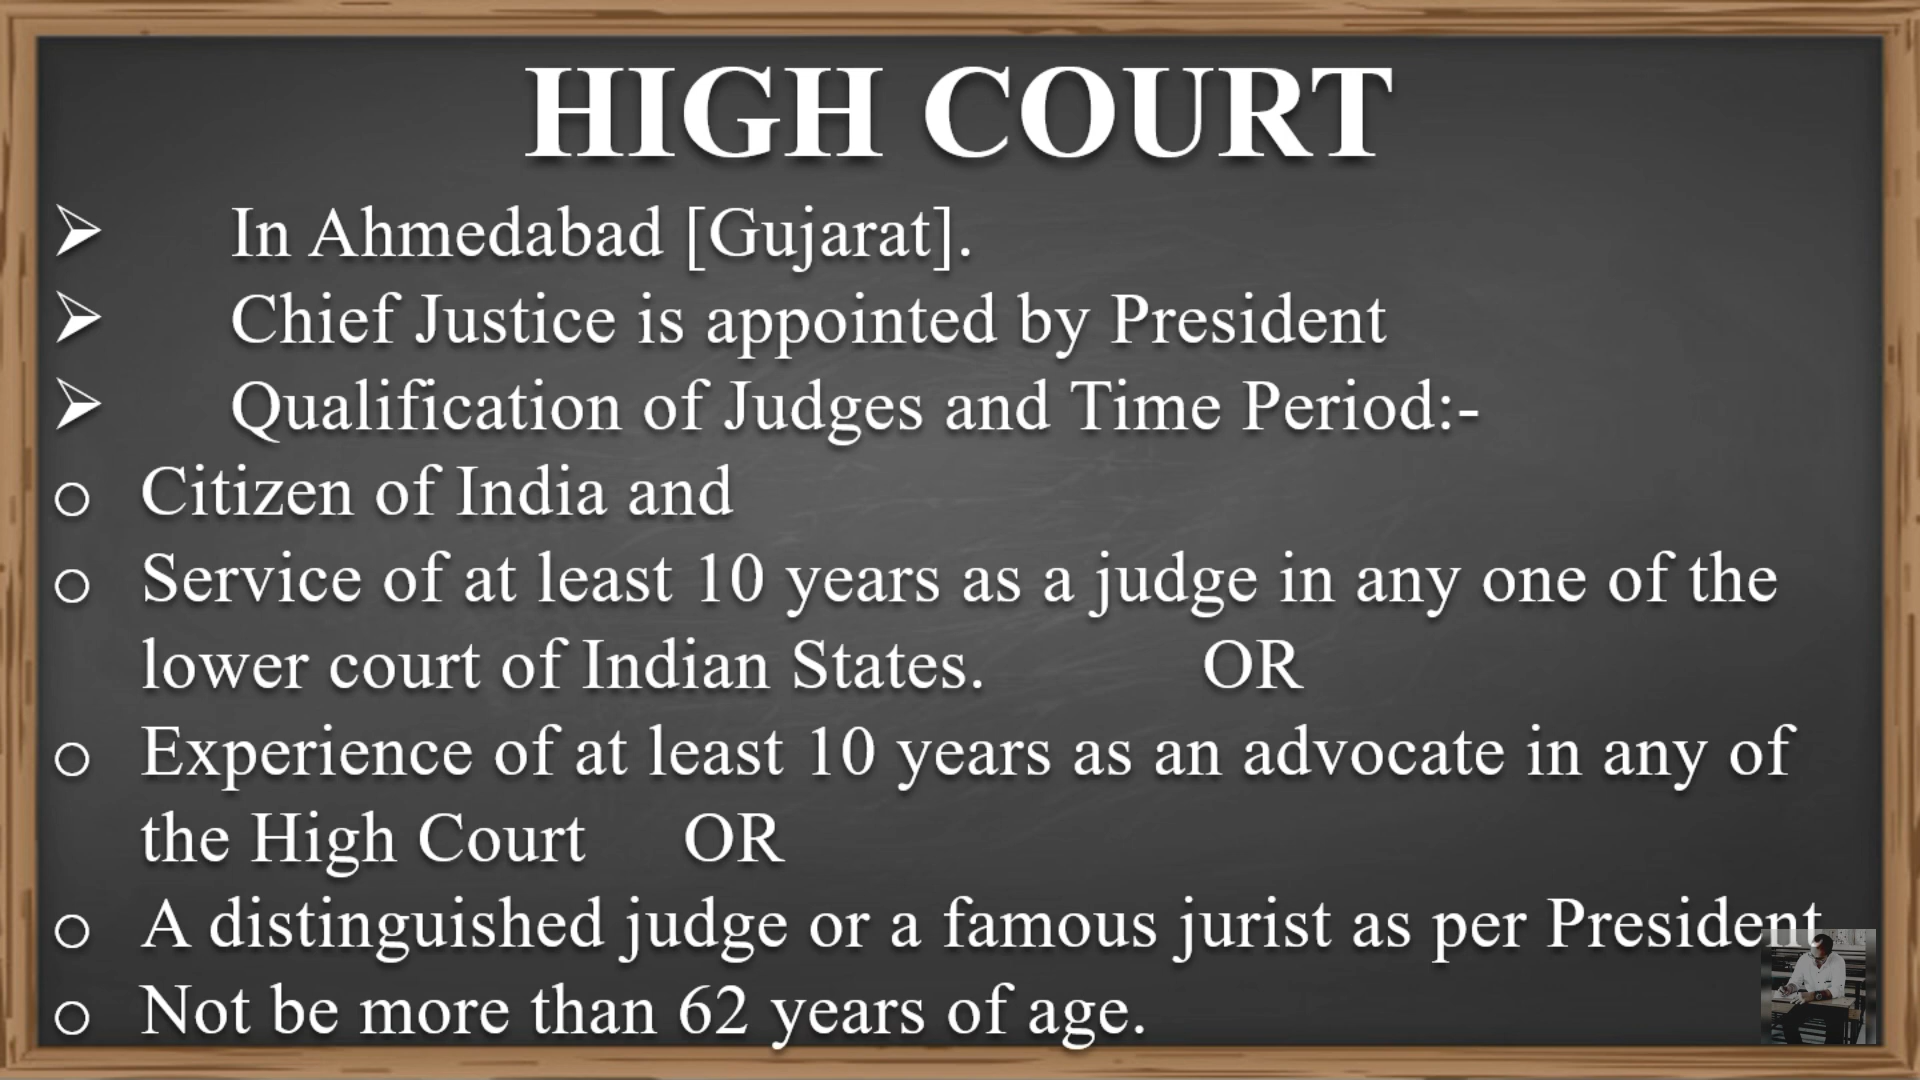 HIGH COURT
➢ In Ahmedabad [Gujarat].
➢ Chief Justice is appointed by President
➢ Qualification of Judges and Time Period:-
o Citizen of India and
o Service of at least 10 years as a judge in any one of the
lower court of Indian States. OR
o Experience of at least 10 years as an advocate in any of
the High Court OR
o A distinguished judge or a famous jurist as per President
o Not be more than 62 years of age.